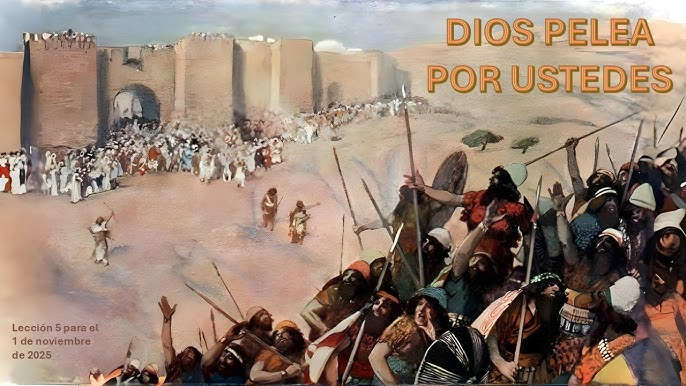 DIOS PELEA
POR USTEDES
Lección 5 para el
1 de noviembre
de 2025